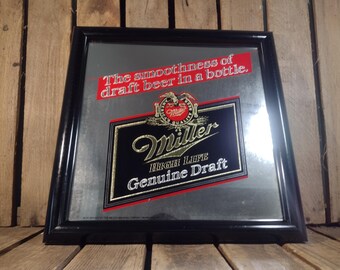 The smoothness of
draft beer in a bottle.
Miller
HIGH LIFE
Genuine Draft